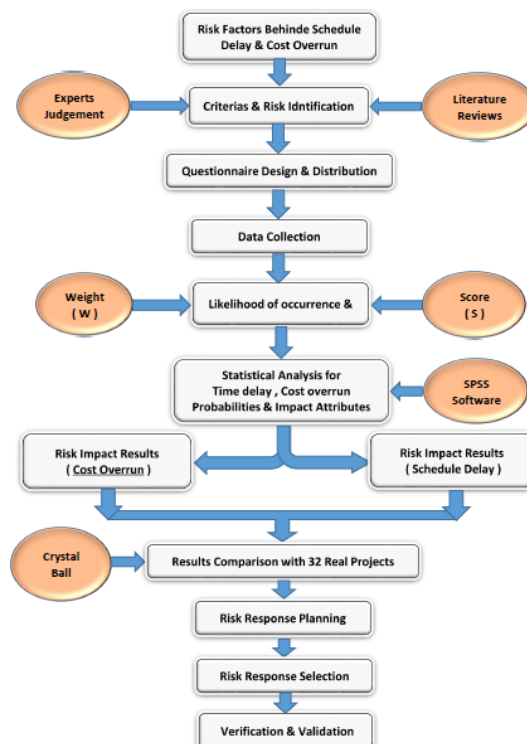 Risk Factors Behinde Schedule
Delay & Cost Overrun
Experts
Judgement
Criterias & Risk Idntification
Literature
Reviews
Questionnaire Design & Distribution
Data Collection
Weight
( W )
Likelihood of occurrence &
Score
( S )
Statistical Analysis for
Time delay , Cost overrun
Probabilities & Impact Attributes
SPSS
Software
Risk Impact Results
( Cost Overrun )
Risk Impact Results
( Schedule Delay )
Crystal
Ball
Results Comparison with 32 Real Projects
Risk Response Planning
Risk Response Selection
Verification & Validation